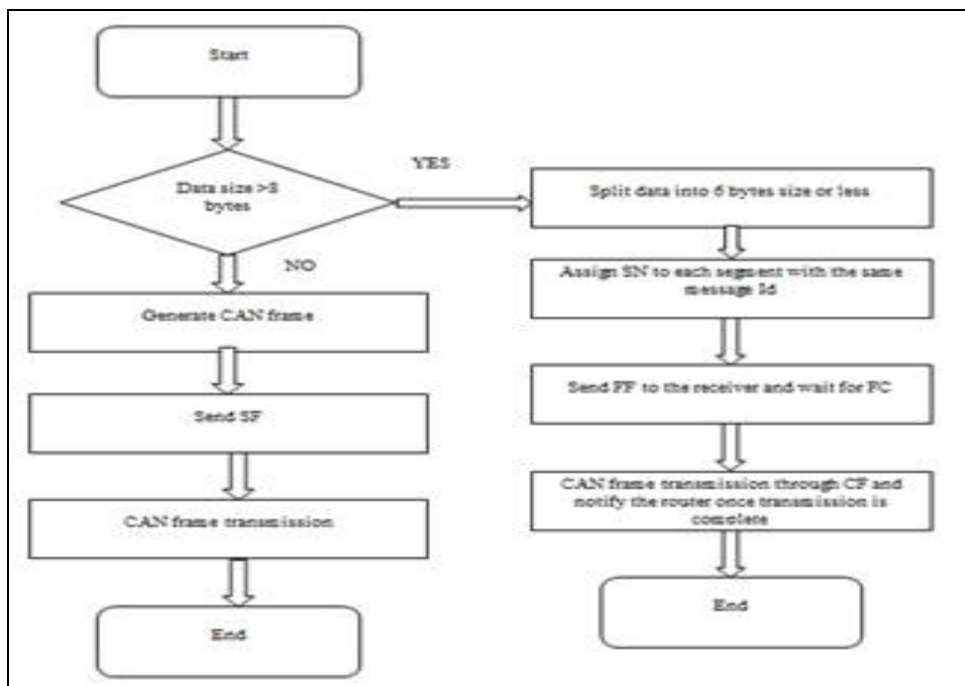 Start
Data size >8
bytes
YES
NO
Generate CAN frame
Send SF
CAN frame transmission
End
Split data into 6 bytes size or less
Assign SN to each segment with the same
message Id
Send FF to the receiver and wait for FC
CAN frame transmission through CF and
notify the router once transmission is
complete
End